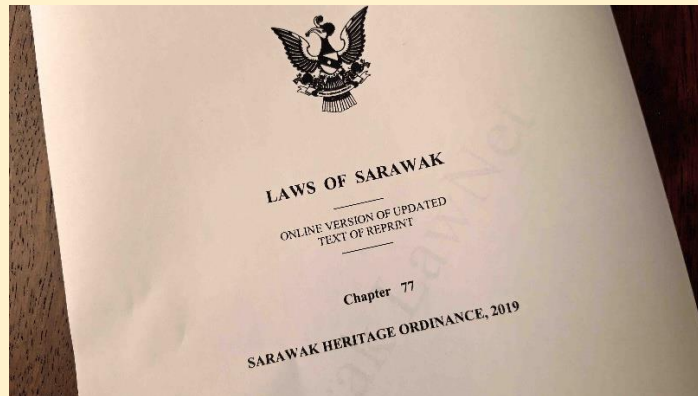 LAWS OF SARAWAK
ONLINE VERSION OF UPDATED
TEXT OF REPRINT
Chapter 77
SARAWAK HERITAGE ORDINANCE, 2019